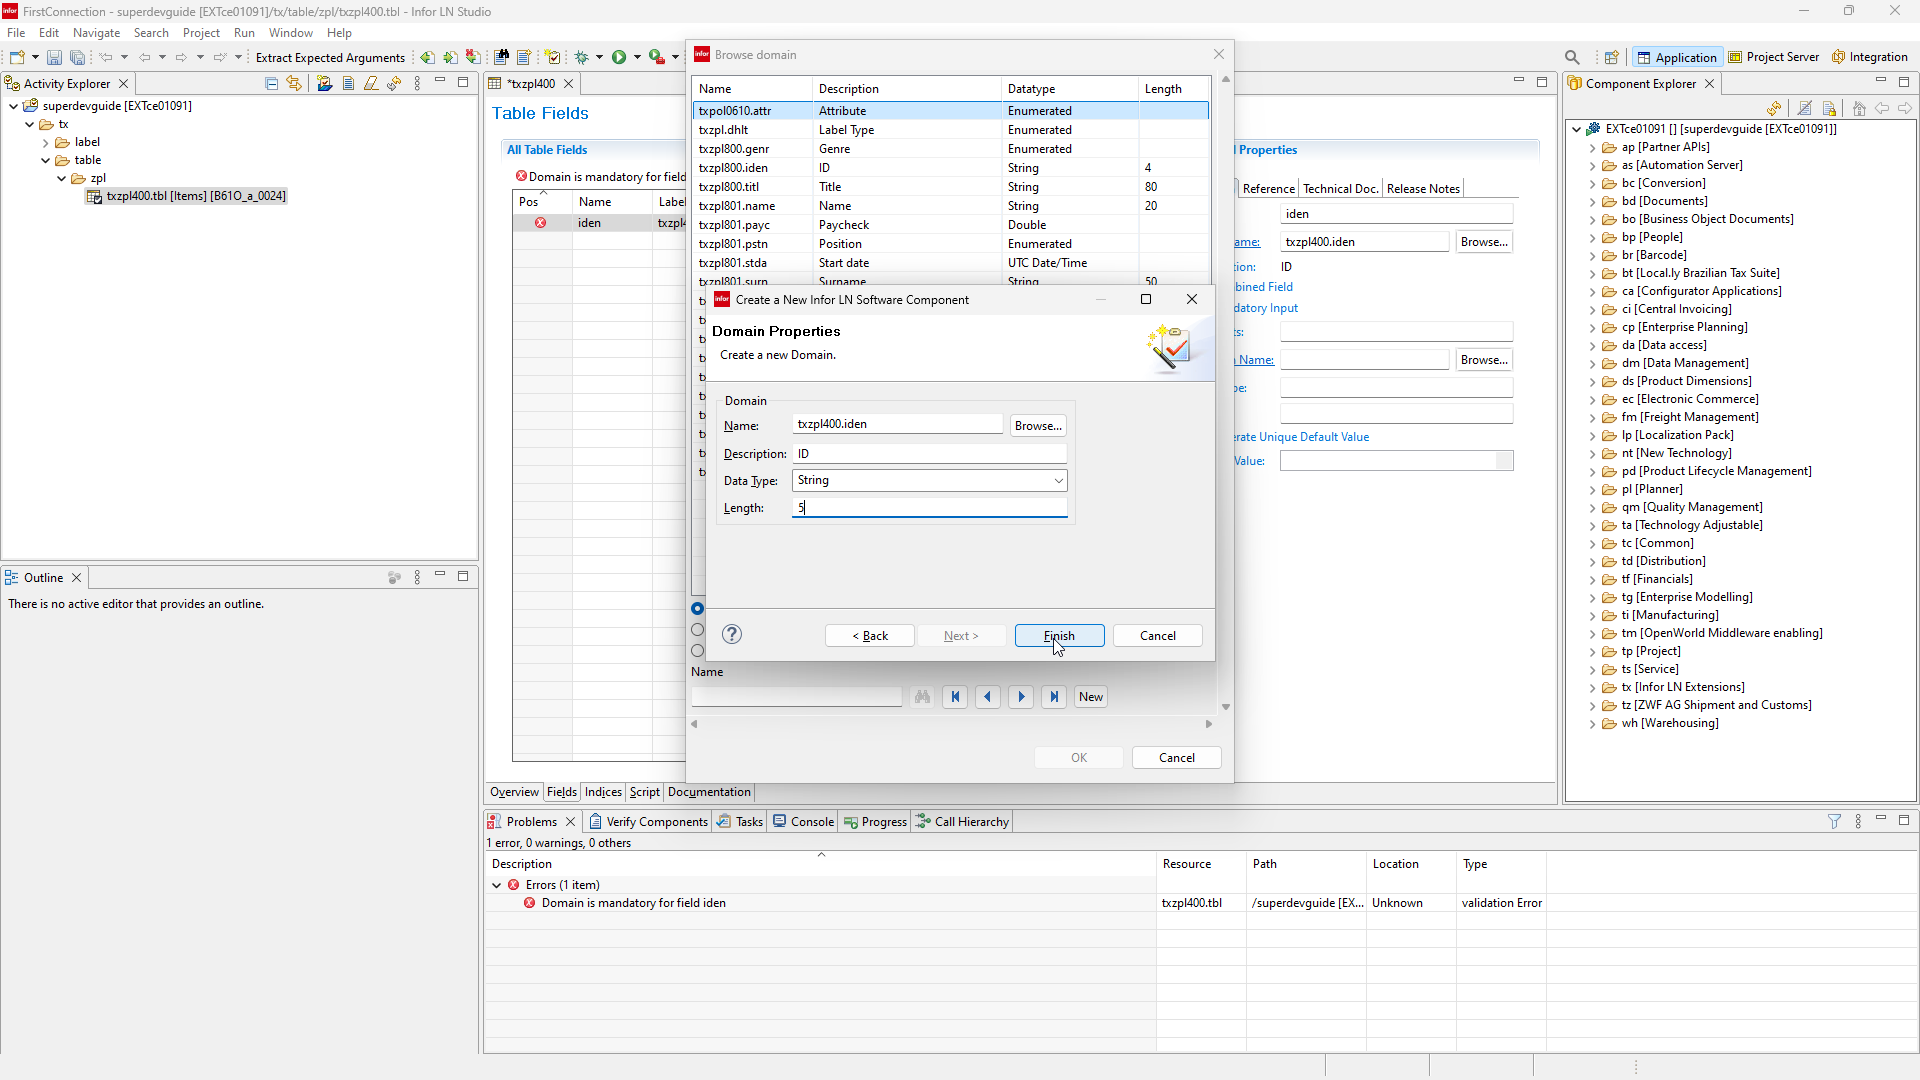 infor FirstConnection - superdevguide [EXTce01091]/tx/table/zpl/txzpl400.tbl - Infor LN Studio
File Edit Navigate Search Project Run Window Help
Extract Expected Arguments
Application Project Server Integration
Activity Explorer
superdevguide [EXTce01091]
tx
label
table
zpl
txzpl400.tbl [Items] [B61O_a_0024]
Outline
There is no active editor that provides an outline.
*txzpl400
Table Fields
All Table Fields
Domain is mandatory for field
Pos Name
iden
Properties
Reference Technical Doc. Release Notes
iden
ame: txzpl400.iden Browse...
ion: ID
bined Field
datory Input
Name: Browse...
erate Unique Default Value
Value:
Overview Fields Indices Script Documentation
infor Browse domain
Name Description Datatype Length
txpol0610.attr Attribute Enumerated
txzpl.dhlt Label Type Enumerated
txzpl800.genr Genre Enumerated
txzpl800.iden ID String 4
txzpl800.titl Title String 80
txzpl801.name Name String 20
txzpl801.payc Paycheck Double
txzpl801.pstn Position Enumerated
txzpl801.stda Start date UTC Date/Time
txzpl801.surn Surname String 50
Name
New
OK Cancel
infor Create a New Infor LN Software Component
Domain Properties
Create a new Domain.
Domain
Name: txzpl400.iden Browse...
Description: ID
Data Type: String
Length: 5
? < Back Next > Finish Cancel
Component Explorer
EXTce01091 [] [superdevguide [EXTce01091]]
ap [Partner APIs]
as [Automation Server]
bc [Conversion]
bd [Documents]
bo [Business Object Documents]
bp [People]
br [Barcode]
bt [Local.ly Brazilian Tax Suite]
ca [Configurator Applications]
ci [Central Invoicing]
cp [Enterprise Planning]
da [Data access]
dm [Data Management]
ds [Product Dimensions]
ec [Electronic Commerce]
fm [Freight Management]
lp [Localization Pack]
nt [New Technology]
pd [Product Lifecycle Management]
pl [Planner]
qm [Quality Management]
ta [Technology Adjustable]
tc [Common]
td [Distribution]
tf [Financials]
tg [Enterprise Modelling]
ti [Manufacturing]
tm [OpenWorld Middleware enabling]
tp [Project]
ts [Service]
tx [Infor LN Extensions]
tz [ZWF AG Shipment and Customs]
wh [Warehousing]
Problems Verify Components Tasks Console Progress Call Hierarchy
1 error, 0 warnings, 0 others
Description Resource Path Location Type
Errors (1 item)
Domain is mandatory for field iden txzpl400.tbl /superdevguide [EX... Unknown validation Error